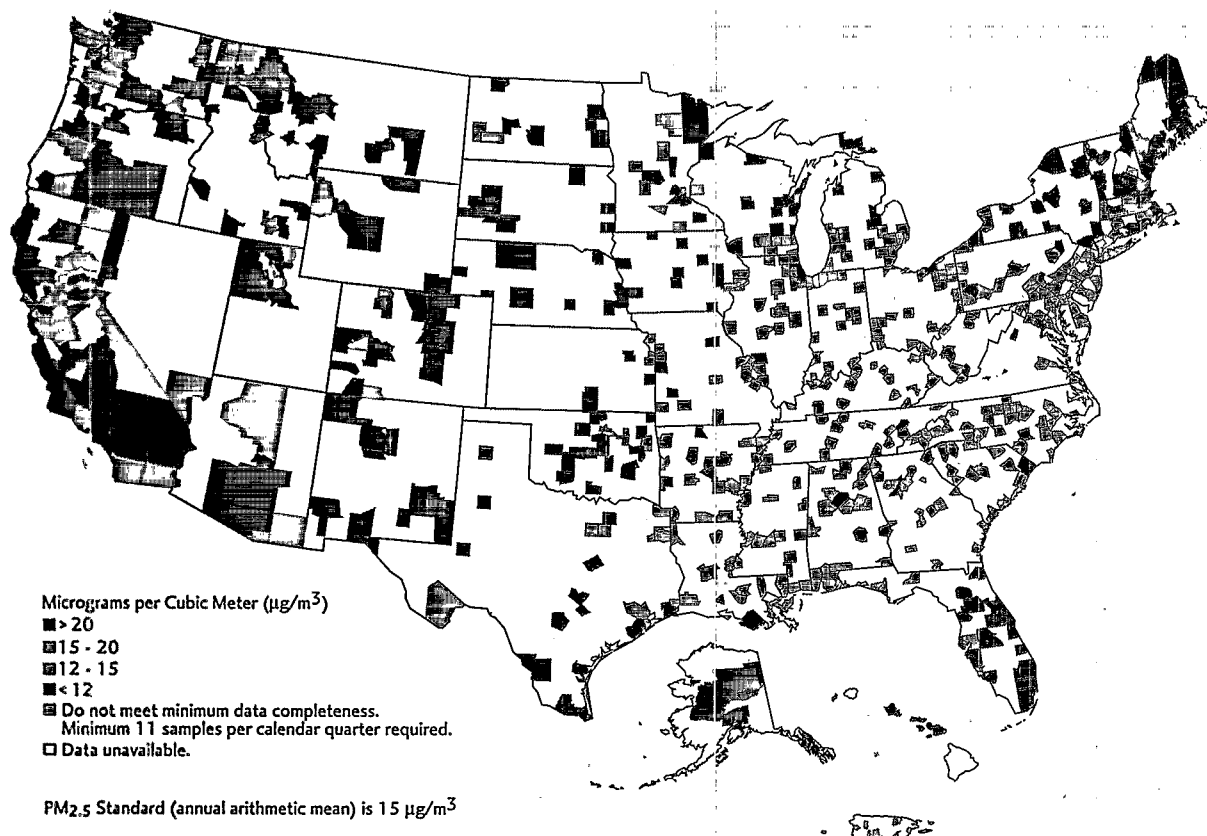 Micrograms per Cubic Meter (µg/m³)
> 20
15 - 20
12 - 15
< 12
Do not meet minimum data completeness.
Minimum 11 samples per calendar quarter required.
Data unavailable.
PM2.5 Standard (annual arithmetic mean) is 15 µg/m³